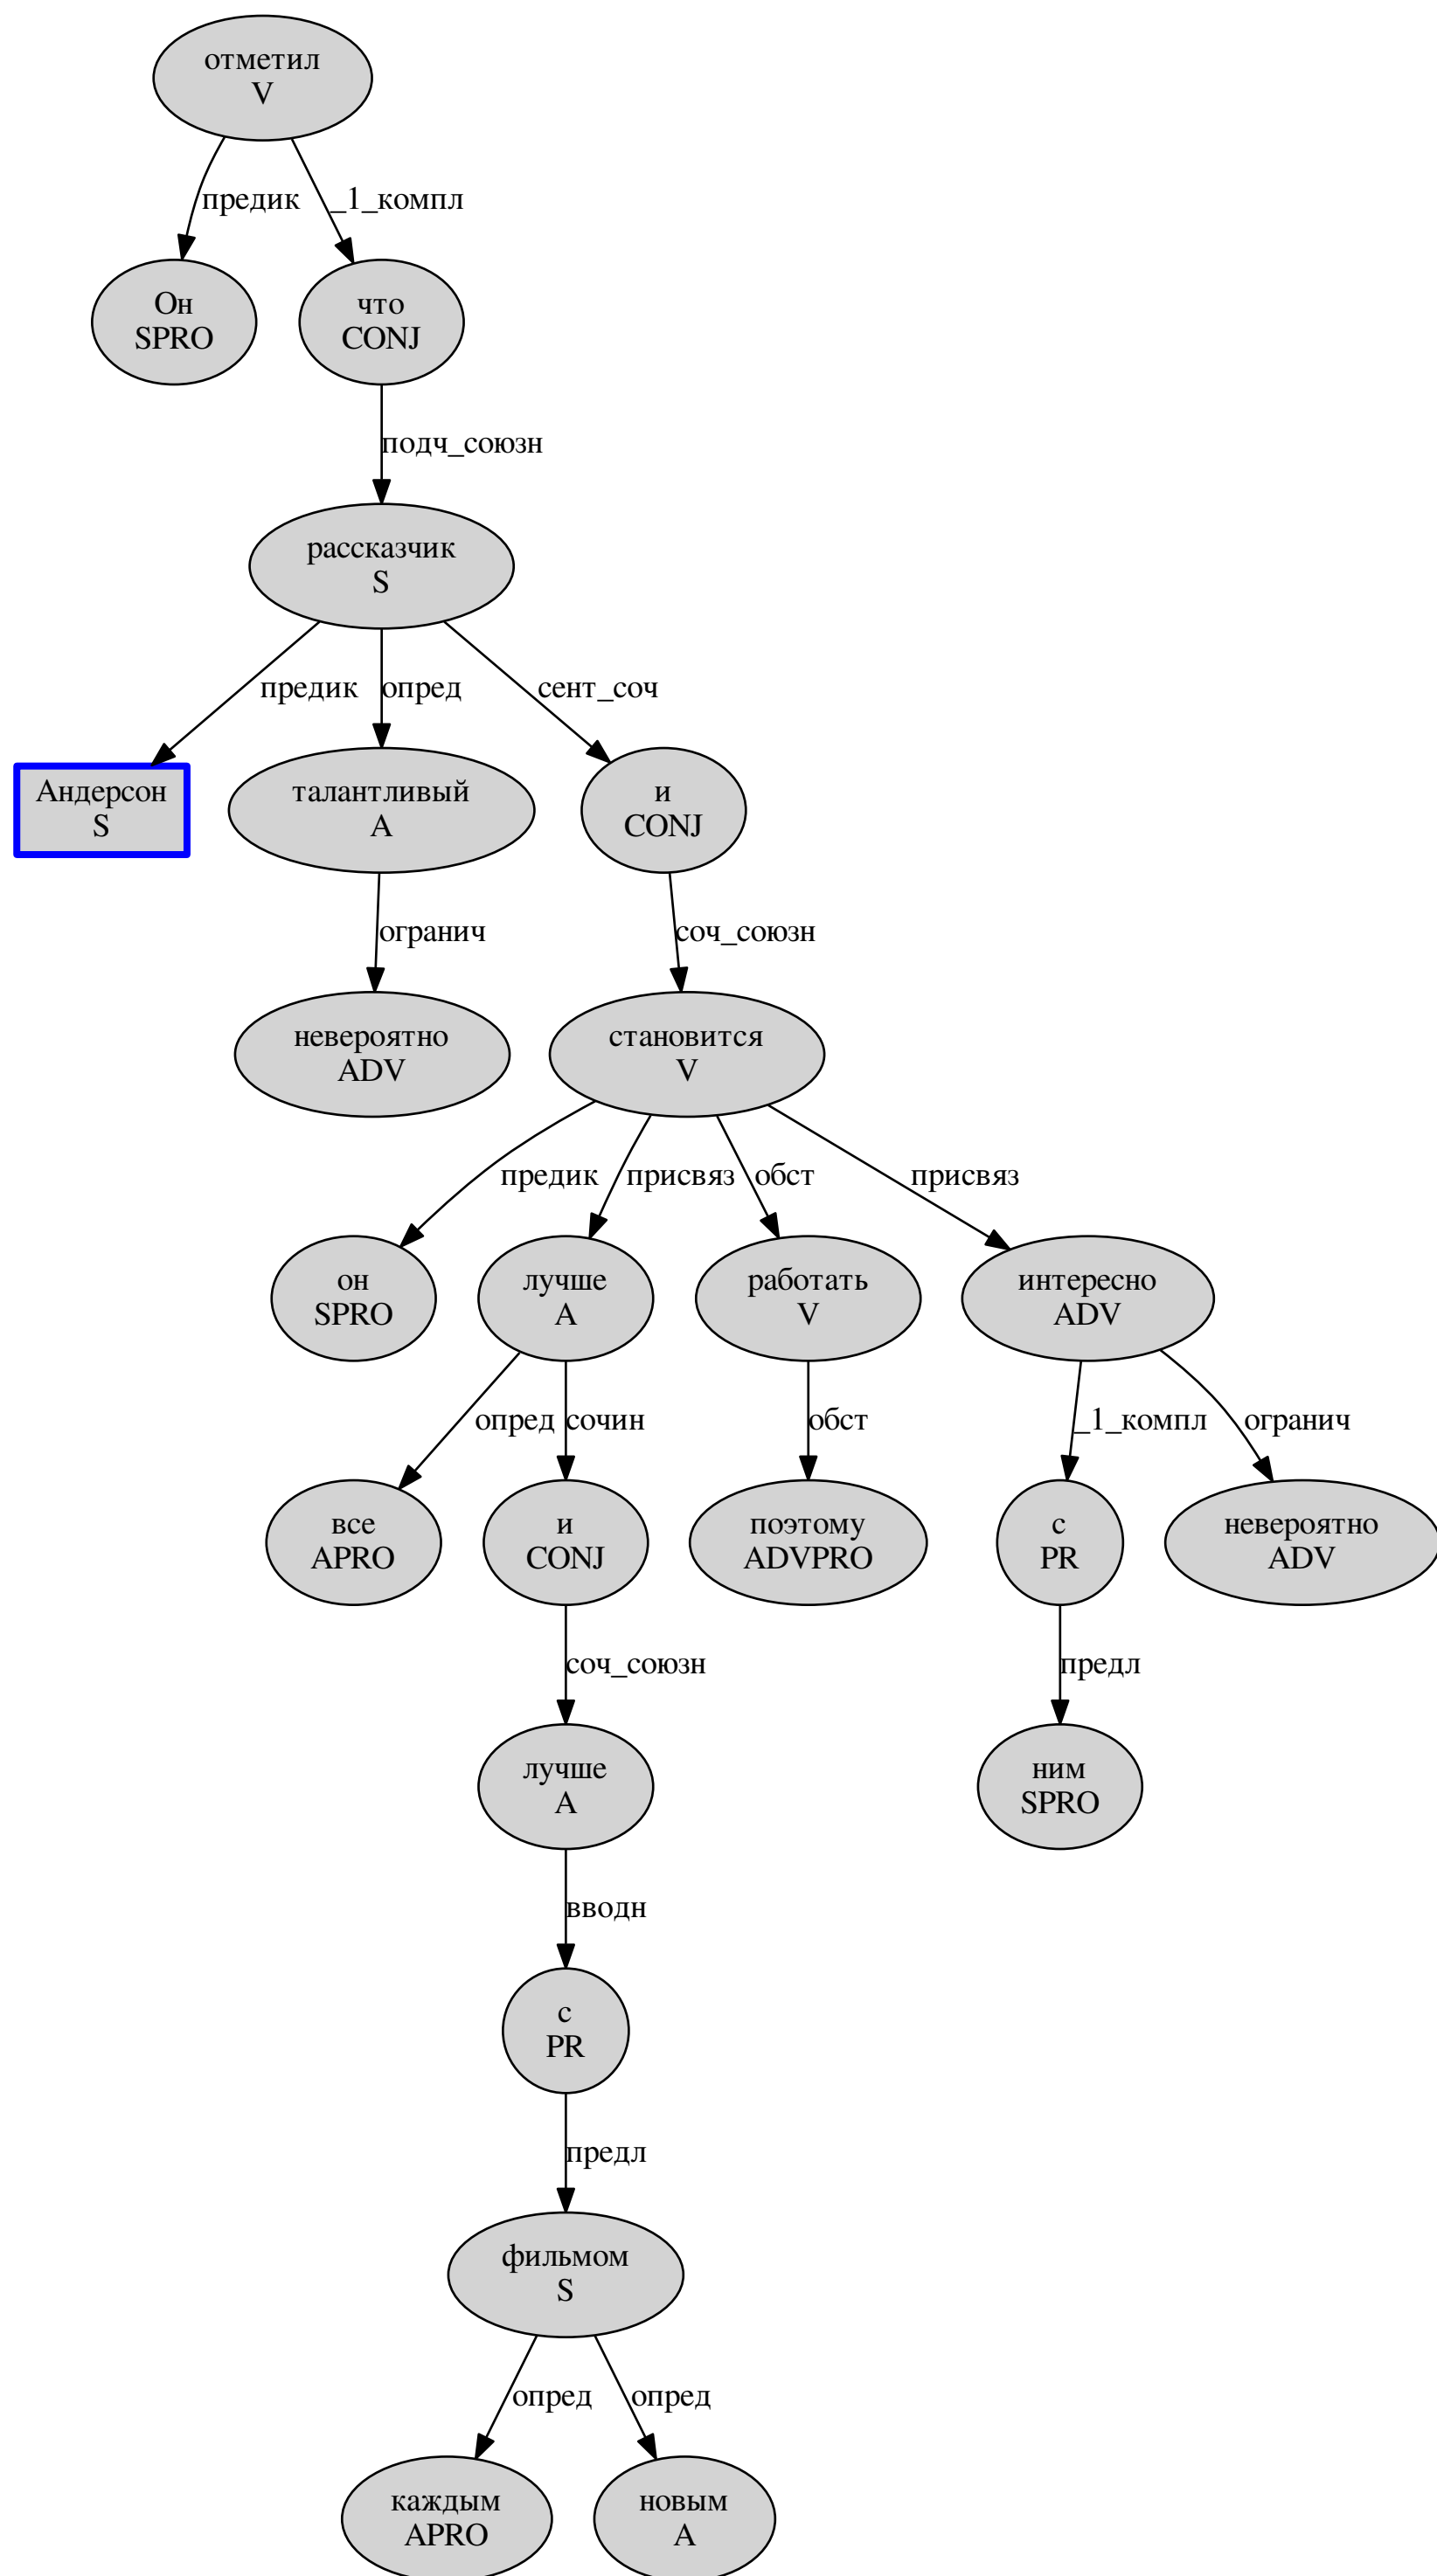 отметил
V
предик
_1_компл
Он
SPRO
что
CONJ
подч_союзн
рассказчик
S
предик
опред
сент_соч
Андерсон
S
талантливый
A
и
CONJ
огранич
соч_союзн
невероятно
ADV
становится
V
предик
присвяз
обст
присвяз
он
SPRO
лучше
A
работать
V
интересно
ADV
опред
сочин
обст
_1_компл
огранич
все
APRO
и
CONJ
поэтому
ADVPRO
с
PR
невероятно
ADV
соч_союзн
предл
лучше
A
ним
SPRO
вводн
с
PR
предл
фильмом
S
опред
опред
каждым
APRO
новым
A